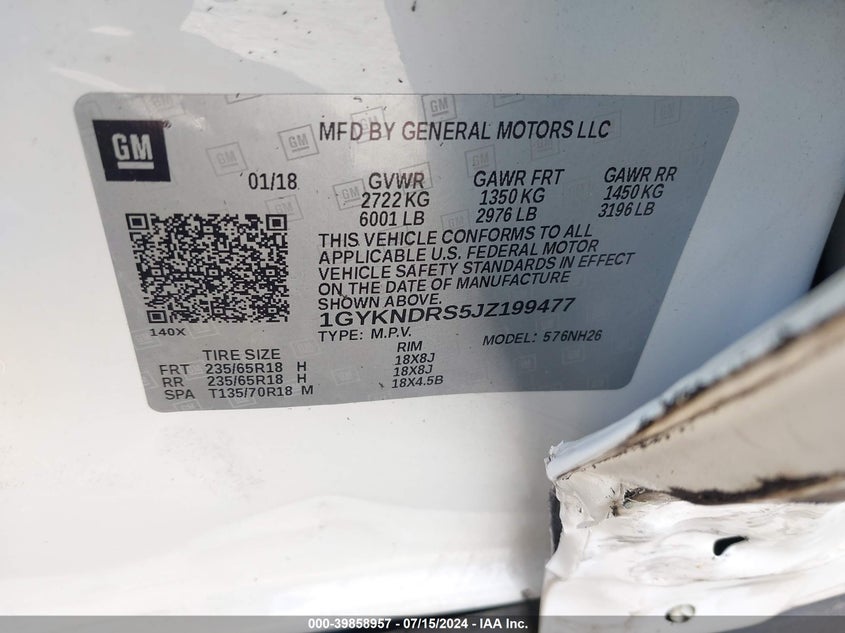 GM
MFD BY GENERAL MOTORS LLC
01/18 GVWR GAWR FRT GAWR RR
2722 KG 1350 KG 1450 KG
6001 LB 2976 LB 3196 LB
THIS VEHICLE CONFORMS TO ALL
APPLICABLE U.S. FEDERAL MOTOR
VEHICLE SAFETY STANDARDS IN EFFECT
ON THE DATE OF MANUFACTURE
SHOWN ABOVE.
1GYKNDRS5JZ199477
140X
TYPE: M.P.V. MODEL: 576NH26
TIRE SIZE RIM
FRT 235/65R18 H 18X8J
RR 235/65R18 H 18X8J
SPA T135/70R18 M 18X4.5B
000-39858957 - 07/15/2024 - IAA Inc.